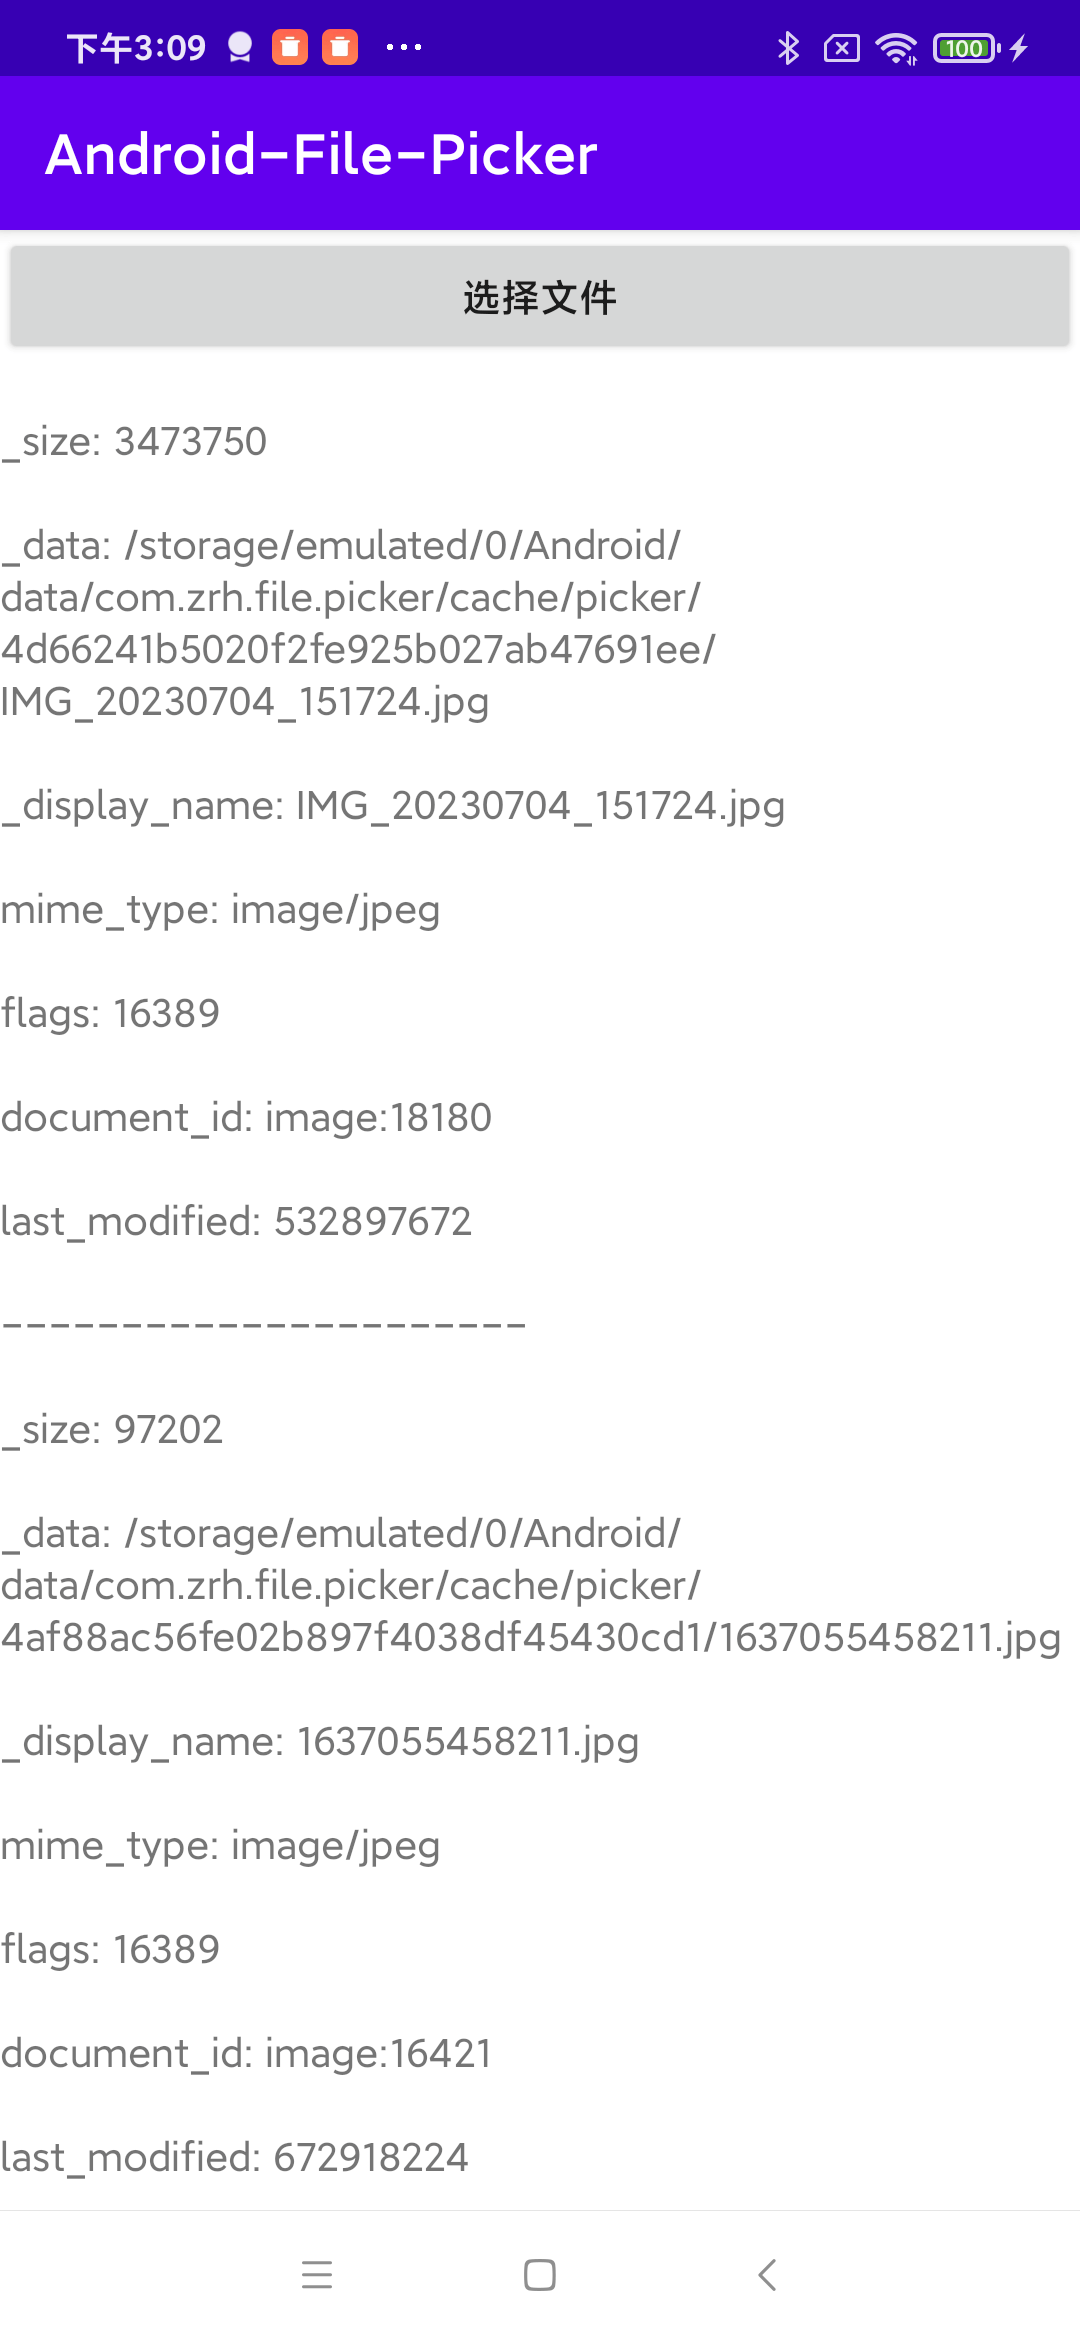 下午3:09
100
Android-File-Picker
选择文件
_size: 3473750
_data: /storage/emulated/0/Android/
data/com.zrh.file.picker/cache/picker/
4d66241b5020f2fe925b027ab47691ee/
IMG_20230704_151724.jpg
_display_name: IMG_20230704_151724.jpg
mime_type: image/jpeg
flags: 16389
document_id: image:18180
last_modified: 532897672
----------------------
_size: 97202
_data: /storage/emulated/0/Android/
data/com.zrh.file.picker/cache/picker/
4af88ac56fe02b897f4038df45430cd1/1637055458211.jpg
_display_name: 1637055458211.jpg
mime_type: image/jpeg
flags: 16389
document_id: image:16421
last_modified: 672918224